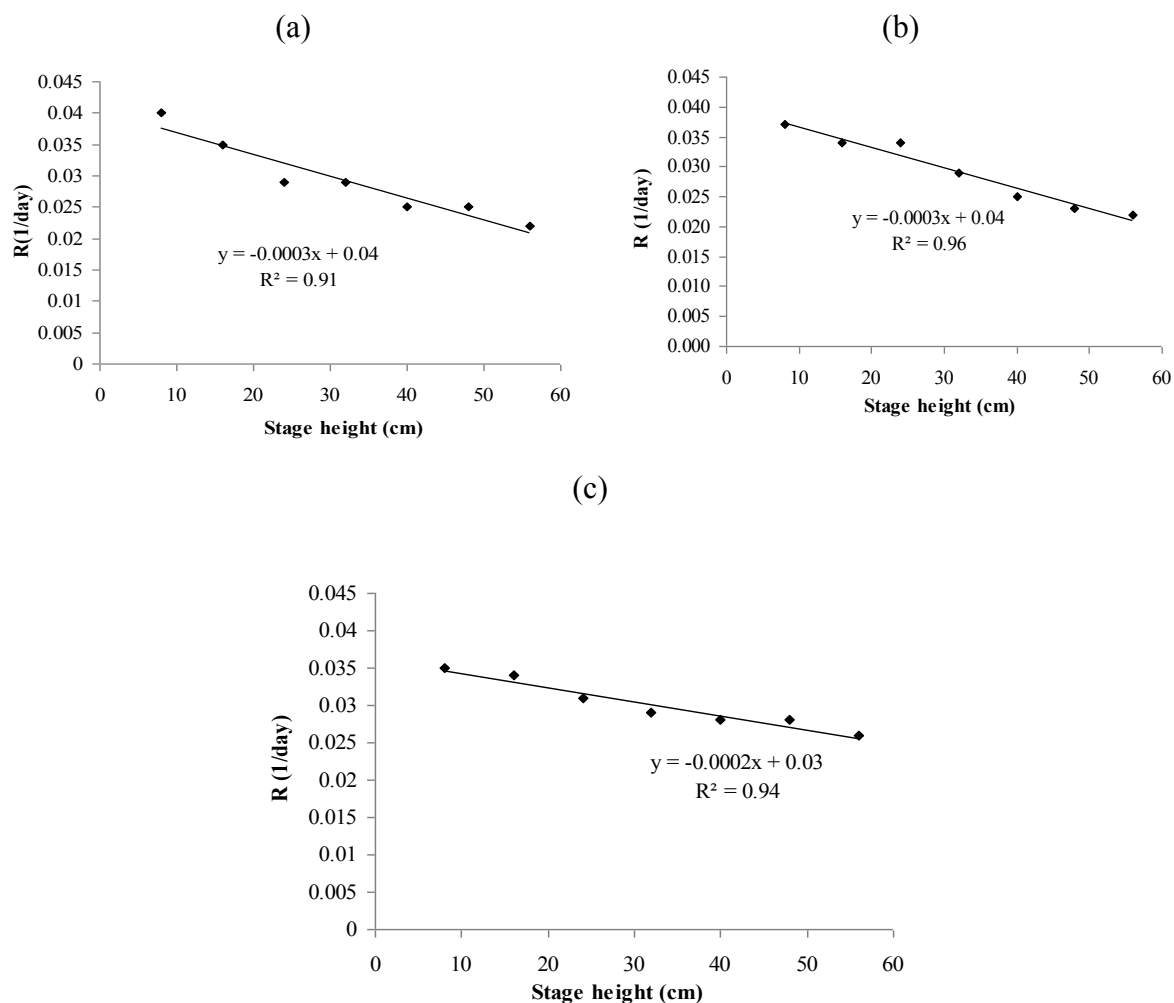 (a)
0.045
0.04
0.035
0.03
0.025
0.02
0.015
0.01
0.005
0
R(1/day)
y = -0.0003x + 0.04
R² = 0.91
0 10 20 30 40 50 60
Stage height (cm)
(b)
0.045
0.040
0.035
0.030
0.025
0.020
0.015
0.010
0.005
0.000
R (1/day)
y = -0.0003x + 0.04
R² = 0.96
0 10 20 30 40 50 60
Stage height (cm)
(c)
0.045
0.04
0.035
0.03
0.025
0.02
0.015
0.01
0.005
0
R (1/day)
y = -0.0002x + 0.03
R² = 0.94
0 10 20 30 40 50 60
Stage height (cm)